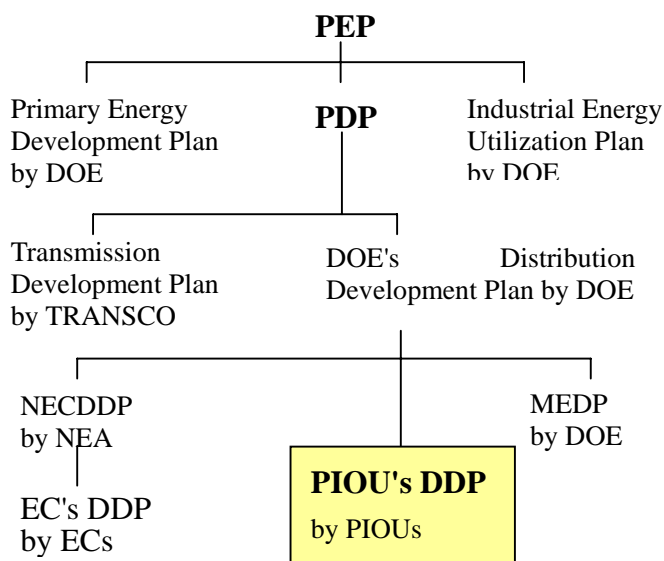 PEP
Primary Energy
Development Plan
by DOE
PDP
Industrial Energy
Utilization Plan
by DOE
Transmission
Development Plan
by TRANSCO
DOE's Distribution
Development Plan by DOE
NECDDP
by NEA
EC's DDP
by ECs
PIOU's DDP
by PIOUs
MEDP
by DOE